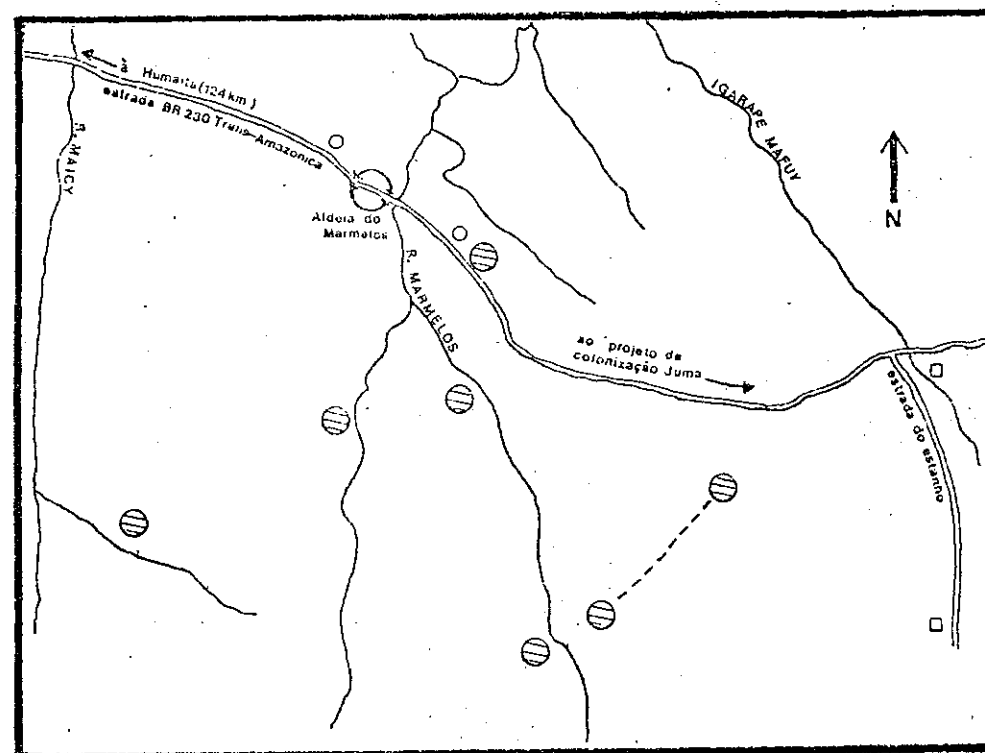 à Humaitá (124 km)
estrada BR 230 Trans-Amazonica
R. MAICY
Aldeia do
Marmelos
R. MARMELOS
IGARAPE MAFUY
N
ao projeto de
colonização Juma
estrada do estanho